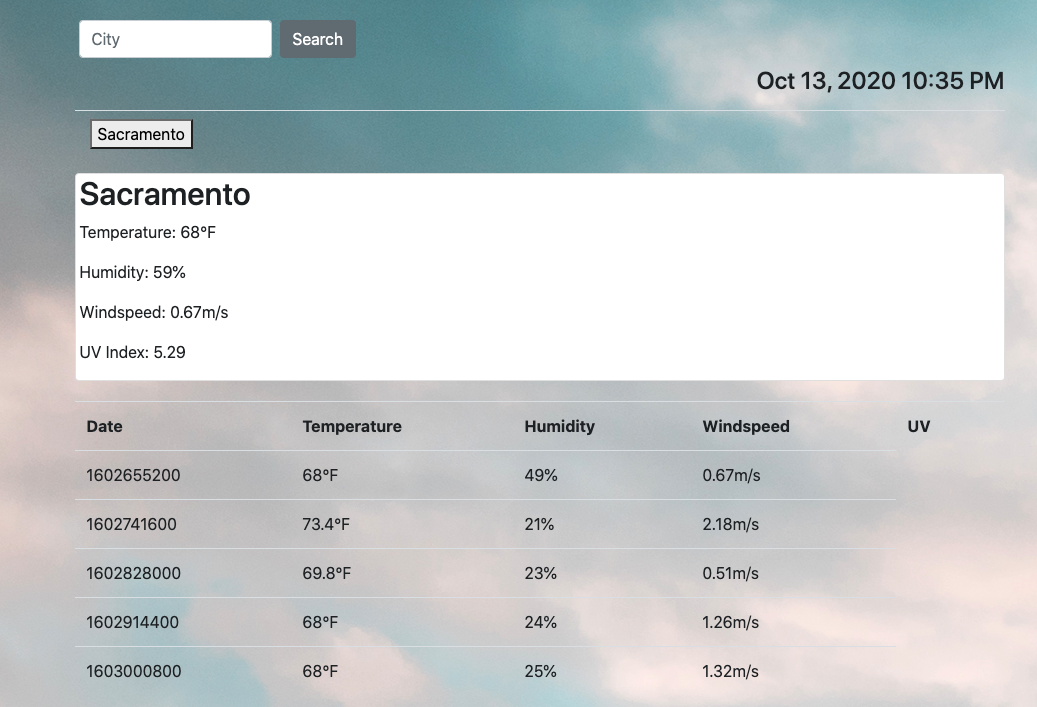 City Search
Oct 13, 2020 10:35 PM
Sacramento
Sacramento
Temperature: 68°F
Humidity: 59%
Windspeed: 0.67m/s
UV Index: 5.29
Date Temperature Humidity Windspeed UV
1602655200 68°F 49% 0.67m/s
1602741600 73.4°F 21% 2.18m/s
1602828000 69.8°F 23% 0.51m/s
1602914400 68°F 24% 1.26m/s
1603000800 68°F 25% 1.32m/s